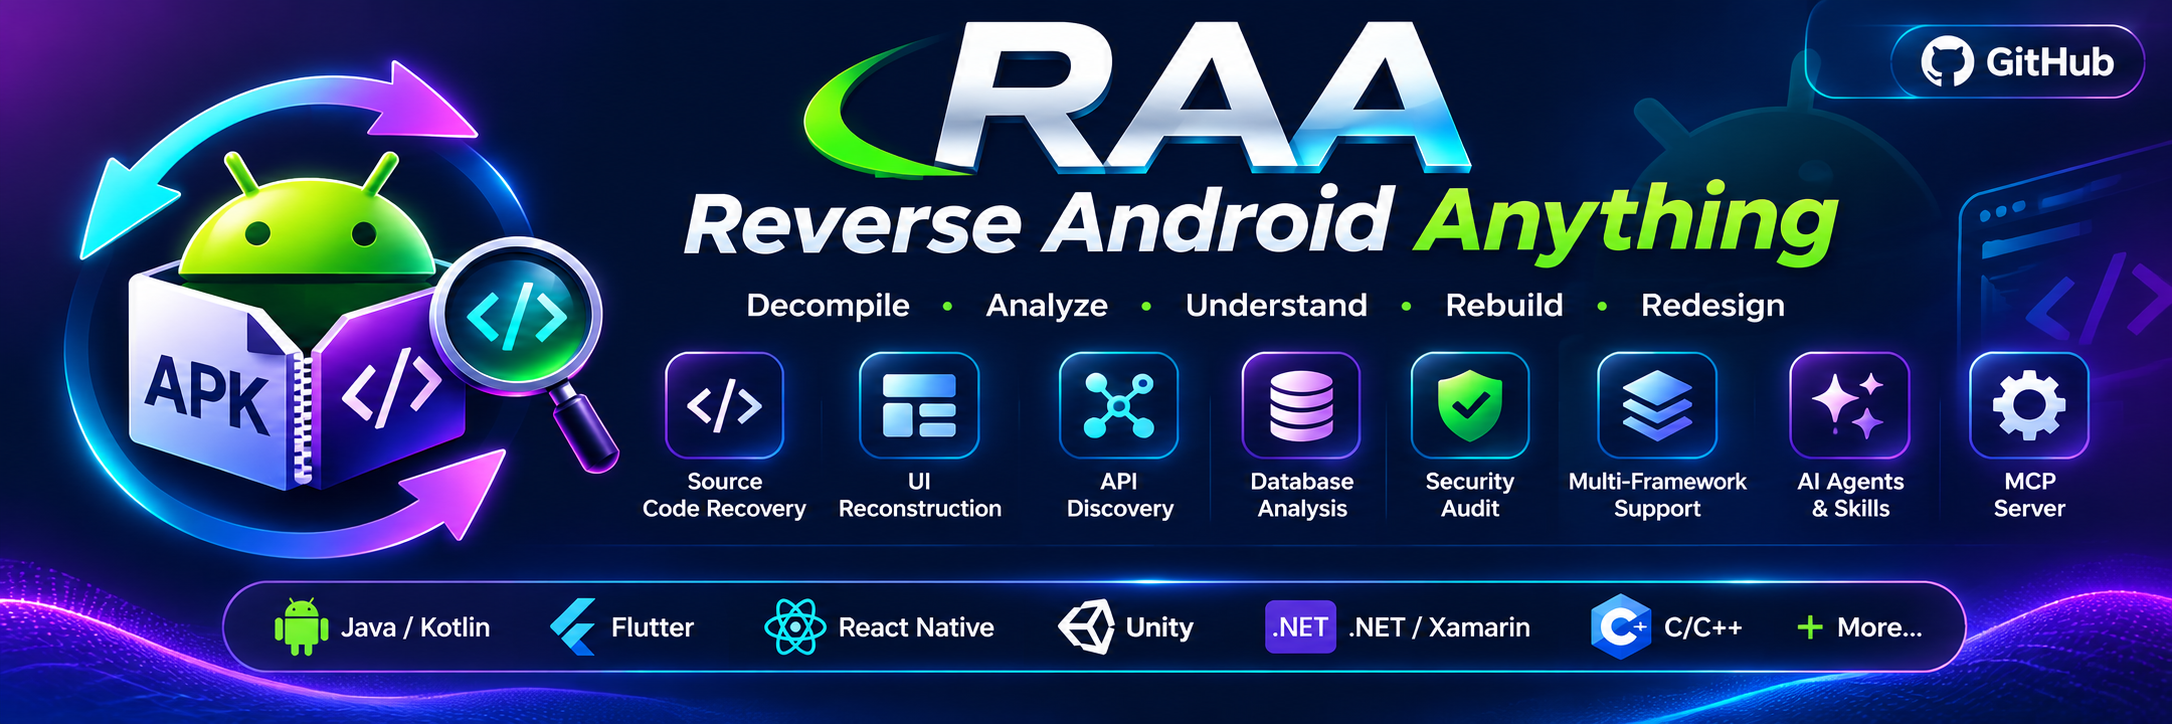 RAA
GitHub
Reverse Android Anything
Decompile • Analyze • Understand • Rebuild • Redesign
APK
</>
</>
</>
Source
Code Recovery
UI
Reconstruction
API
Discovery
Database
Analysis
Security
Audit
Multi-Framework
Support
AI Agents
& Skills
MCP
Server
</>
Java / Kotlin
Flutter
React Native
Unity
.NET
.NET / Xamarin
C+
C/C++
+ More...